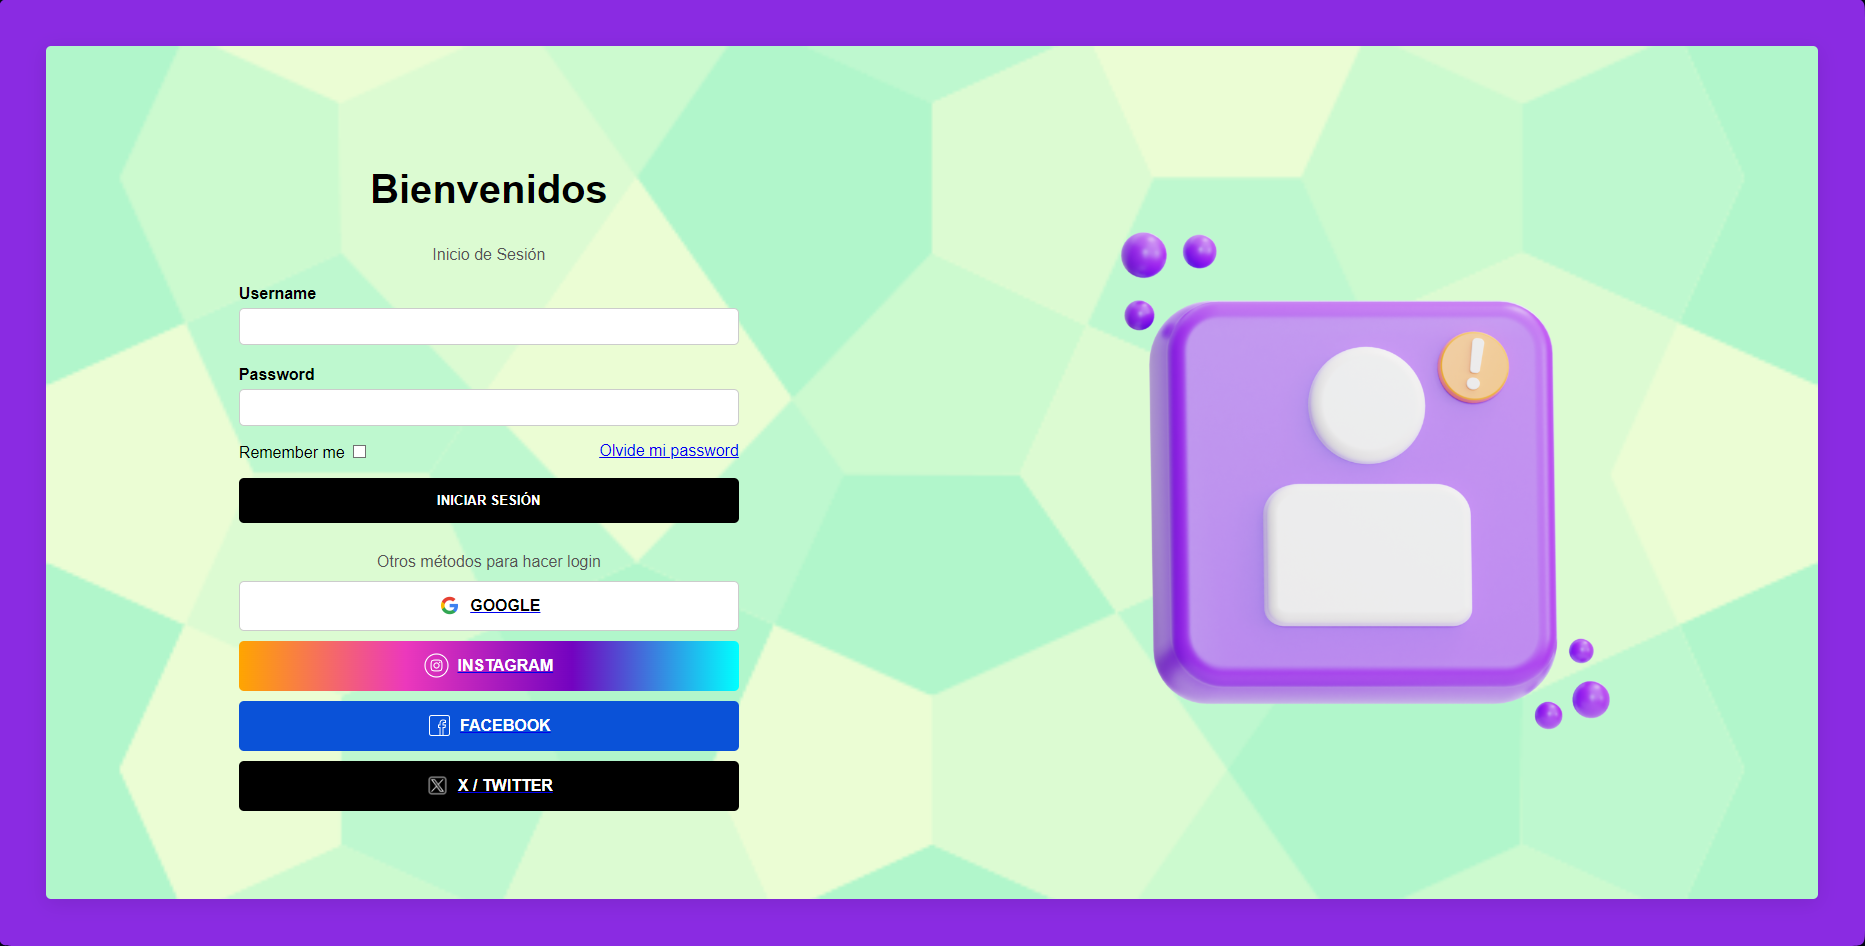 Bienvenidos
Inicio de Sesión
Username
Password
Remember me
Olvide mi password
INICIAR SESIÓN
Otros métodos para hacer login
GOOGLE
INSTAGRAM
FACEBOOK
X / TWITTER